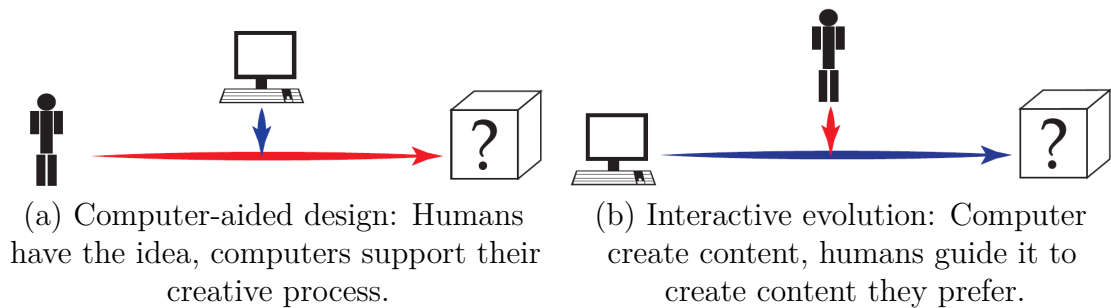 ?
?
(a) Computer-aided design: Humans
have the idea, computers support their
creative process.
(b) Interactive evolution: Computer
create content, humans guide it to
create content they prefer.